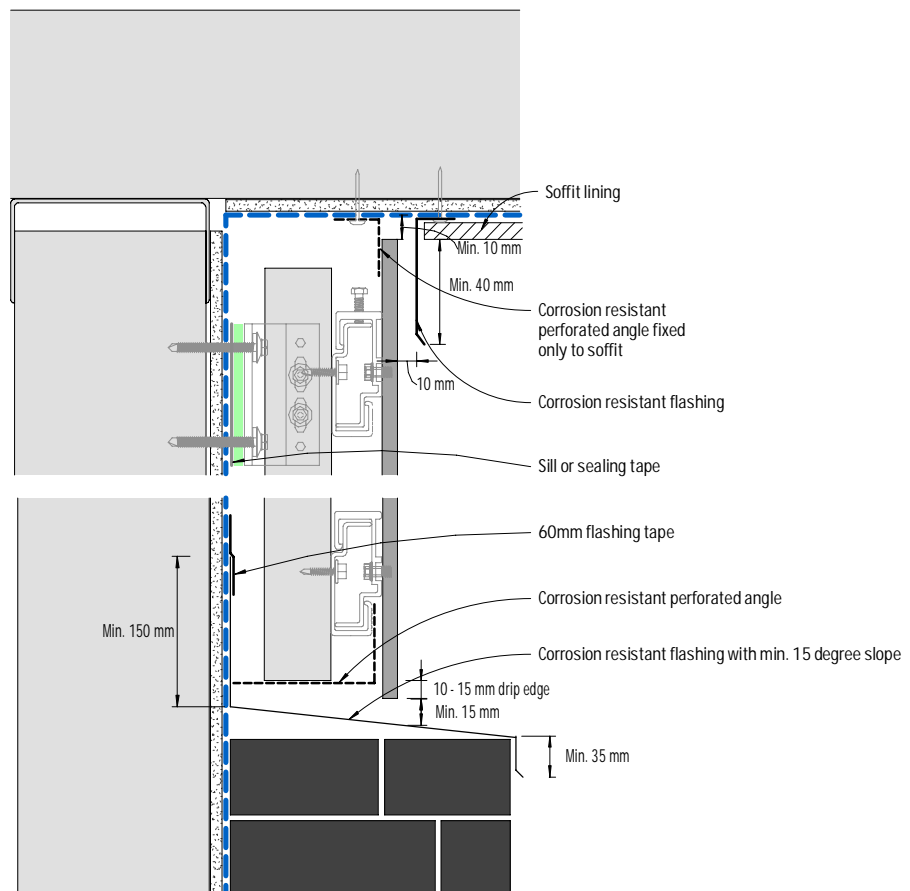 Soffit lining
Min. 10 mm
Min. 40 mm
Corrosion resistant
perforated angle fixed
only to soffit
10 mm
Corrosion resistant flashing
Sill or sealing tape
60mm flashing tape
Corrosion resistant perforated angle
Min. 150 mm
Corrosion resistant flashing with min. 15 degree slope
10 - 15 mm drip edge
Min. 15 mm
Min. 35 mm